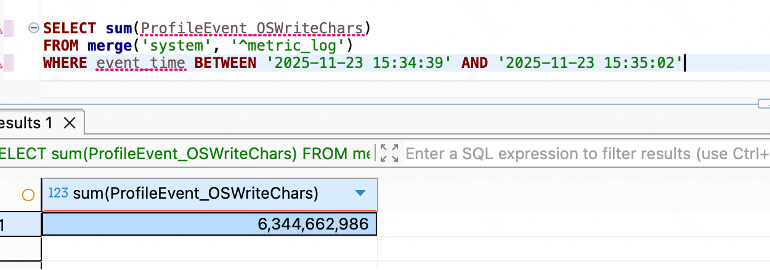 SELECT sum(ProfileEvent_OSWriteChars)
FROM merge('system', '^metric_log')
WHERE event_time BETWEEN '2025-11-23 15:34:39' AND '2025-11-23 15:35:02'
esults 1
ELECT sum(ProfileEvent_OSWriteChars) FROM me Enter a SQL expression to filter results (use Ctrl+
123 sum(ProfileEvent_OSWriteChars)
1 6,344,662,986